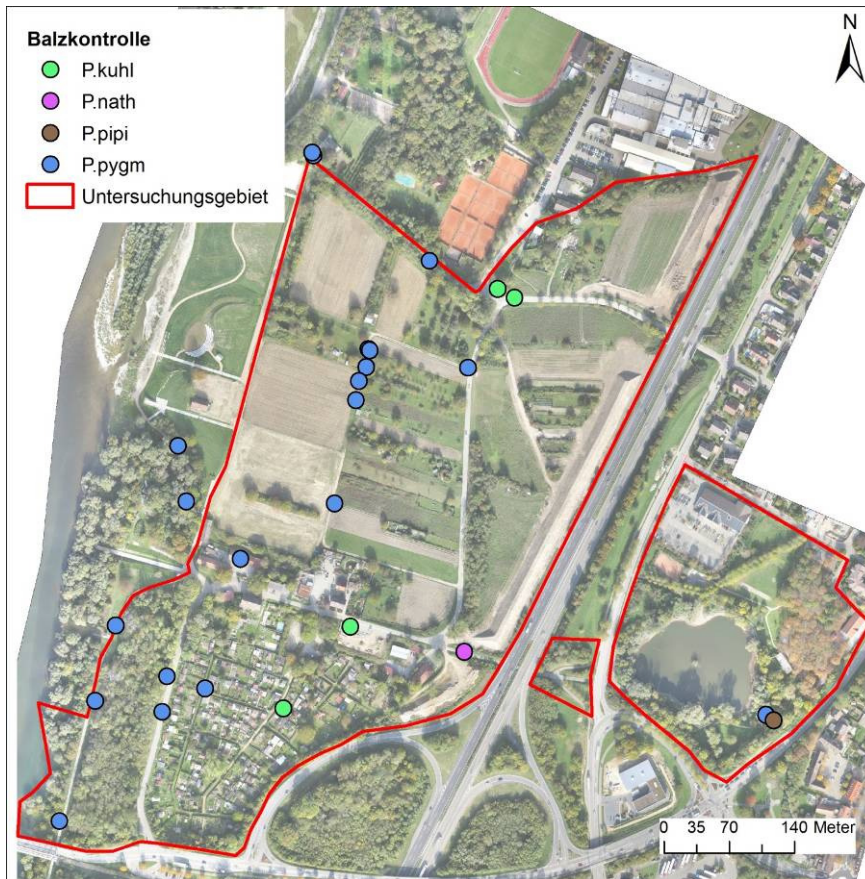 Balzkontrolle
P.kuhl
P.nath
P.pipi
P.pygm
Untersuchungsgebiet
N
0 35 70 140 Meter